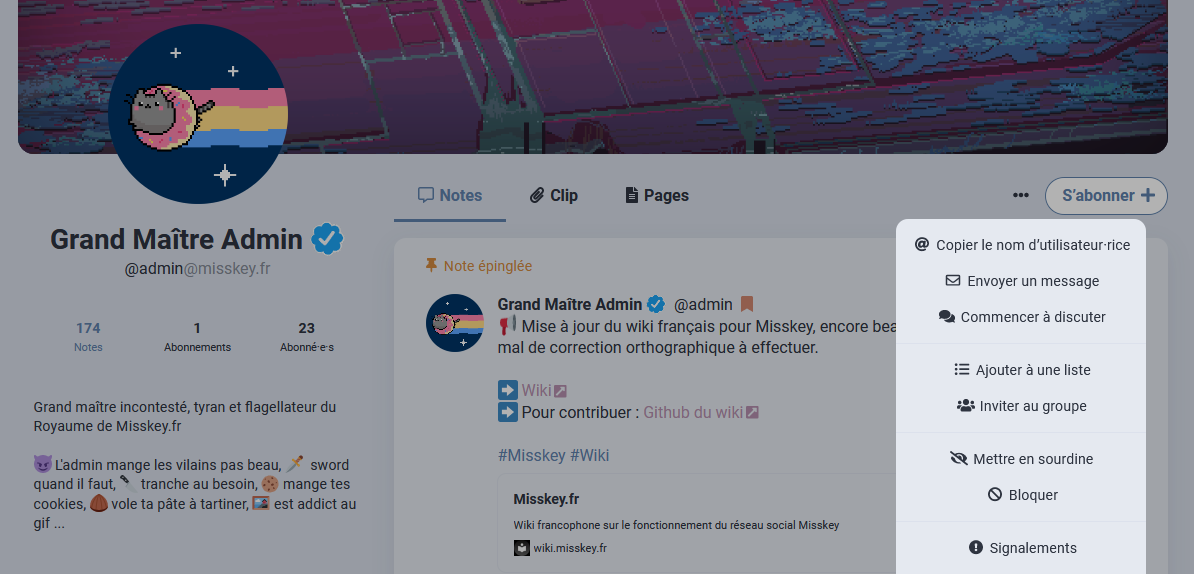 Notes
Clip
Pages
S'abonner
Grand Maître Admin
@admin@misskey.fr
174
Notes
1
Abonnements
23
Abonné·e·s
Grand maître incontesté, tyran et flagellateur du
Royaume de Misskey.fr
L'admin mange les vilains pas beau, sword
quand il faut, tranche au besoin, mange tes
cookies, vole ta pâte à tartiner, est addict au
gif ...
Note épinglée
Grand Maître Admin @admin
Mise à jour du wiki français pour Misskey, encore bea
mal de correction orthographique à effectuer.
Wiki
Pour contribuer : Github du wiki
#Misskey #Wiki
Misskey.fr
Wiki francophone sur le fonctionnement du réseau social Misskey
wiki.misskey.fr
Copier le nom d'utilisateur·rice
Envoyer un message
Commencer à discuter
Ajouter à une liste
Inviter au groupe
Mettre en sourdine
Bloquer
Signalements